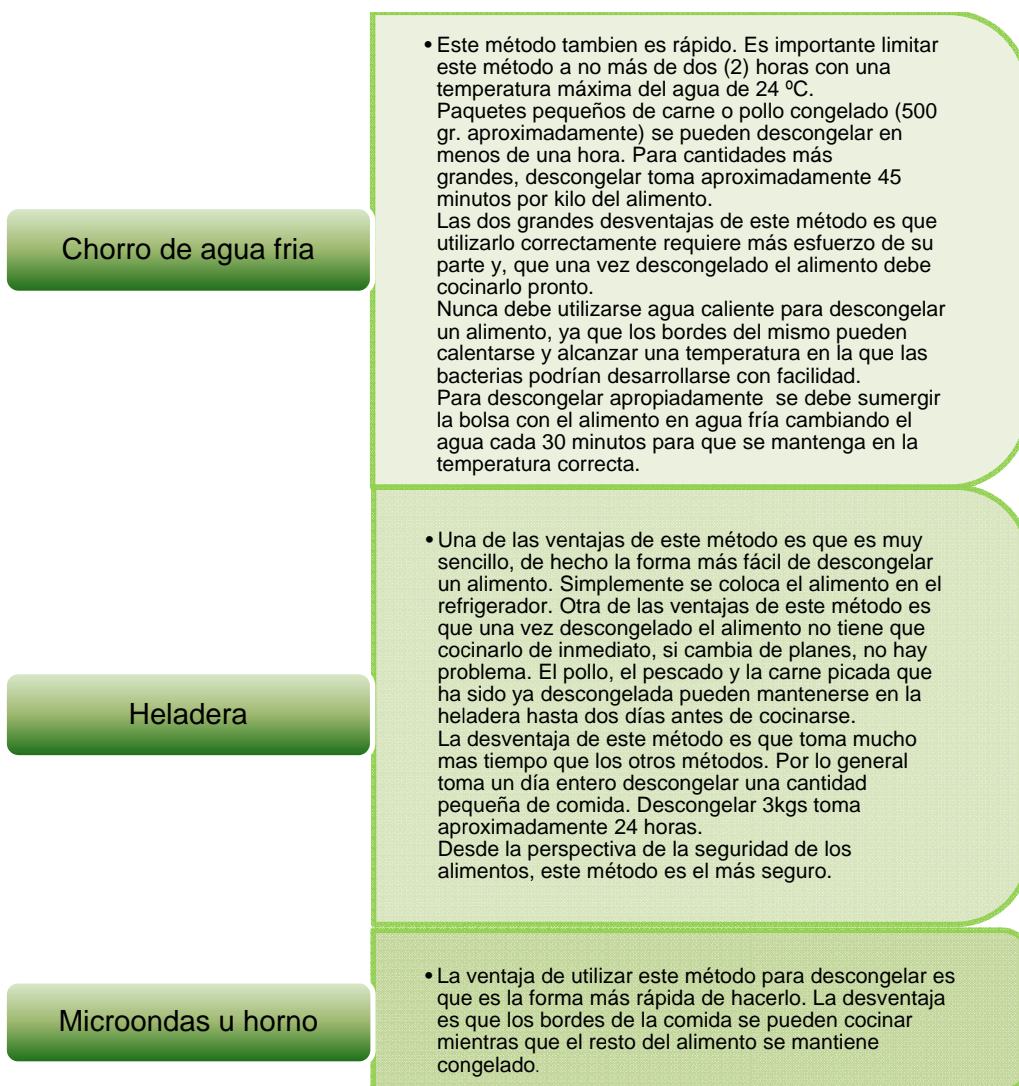 Chorro de agua fria
• Este método tambien es rápido. Es importante limitar
este método a no más de dos (2) horas con una
temperatura máxima del agua de 24 ºC.
Paquetes pequeños de carne o pollo congelado (500
gr. aproximadamente) se pueden descongelar en
menos de una hora. Para cantidades más
grandes, descongelar toma aproximadamente 45
minutos por kilo del alimento.
Las dos grandes desventajas de este método es que
utilizarlo correctamente requiere más esfuerzo de su
parte y, que una vez descongelado el alimento debe
cocinarlo pronto.
Nunca debe utilizarse agua caliente para descongelar
un alimento, ya que los bordes del mismo pueden
calentarse y alcanzar una temperatura en la que las
bacterias podrían desarrollarse con facilidad.
Para descongelar apropiadamente  se debe sumergir
la bolsa con el alimento en agua fría cambiando el
agua cada 30 minutos para que se mantenga en la
temperatura correcta.
Heladera
• Una de las ventajas de este método es que es muy
sencillo, de hecho la forma más fácil de descongelar
un alimento. Simplemente se coloca el alimento en el
refrigerador. Otra de las ventajas de este método es
que una vez descongelado el alimento no tiene que
cocinarlo de inmediato, si cambia de planes, no hay
problema. El pollo, el pescado y la carne picada que
ha sido ya descongelada pueden mantenerse en la
heladera hasta dos días antes de cocinarse.
La desventaja de este método es que toma mucho
mas tiempo que los otros métodos. Por lo general
toma un día entero descongelar una cantidad
pequeña de comida. Descongelar 3kgs toma
aproximadamente 24 horas.
Desde la perspectiva de la seguridad de los
alimentos, este método es el más seguro.
Microondas u horno
• La ventaja de utilizar este método para descongelar es
que es la forma más rápida de hacerlo. La desventaja
es que los bordes de la comida se pueden cocinar
mientras que el resto del alimento se mantiene
congelado.